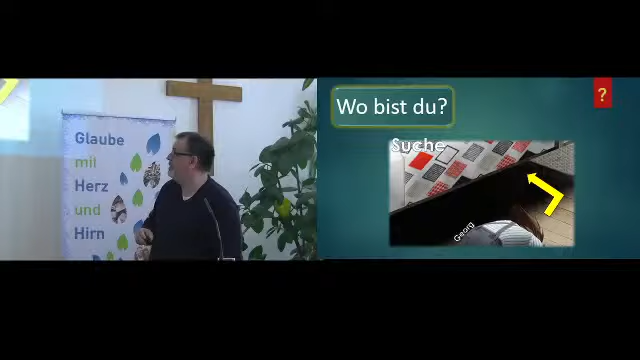 Glaube
mit
Herz
und
Hirn
Wo bist du?
?
Suche
Georg